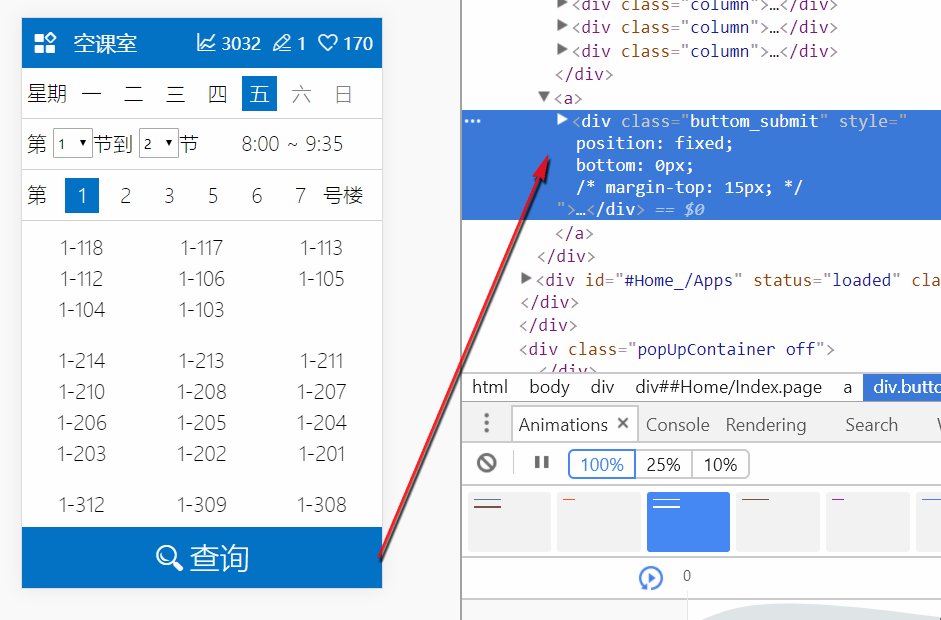 空课室 3032 1 170
星期 一 二 三 四 五 六 日
第 1 节到 2 节 8:00 ~ 9:35
第 1 2 3 4 5 6 7 号楼
1-118 1-117 1-113
1-112 1-106 1-105
1-104 1-103
1-214 1-213 1-211
1-210 1-208 1-207
1-206 1-205 1-204
1-203 1-202 1-201
1-312 1-309 1-308
查询
<div class="column">…</div>
<div class="column">…</div>
<div class="column">…</div>
</div>
<a>
<div class="buttom_submit" style="
position: fixed;
bottom: 0px;
/* margin-top: 15px; */
">…</div> == $0
</a>
</div>
<div id="#Home_/Apps" status="loaded" cla
</div>
</div>
<div class="popUpContainer off">
</div>
html body div div##Home/Index.page a div.butto
Animations Console Rendering Search
100% 25% 10%
0